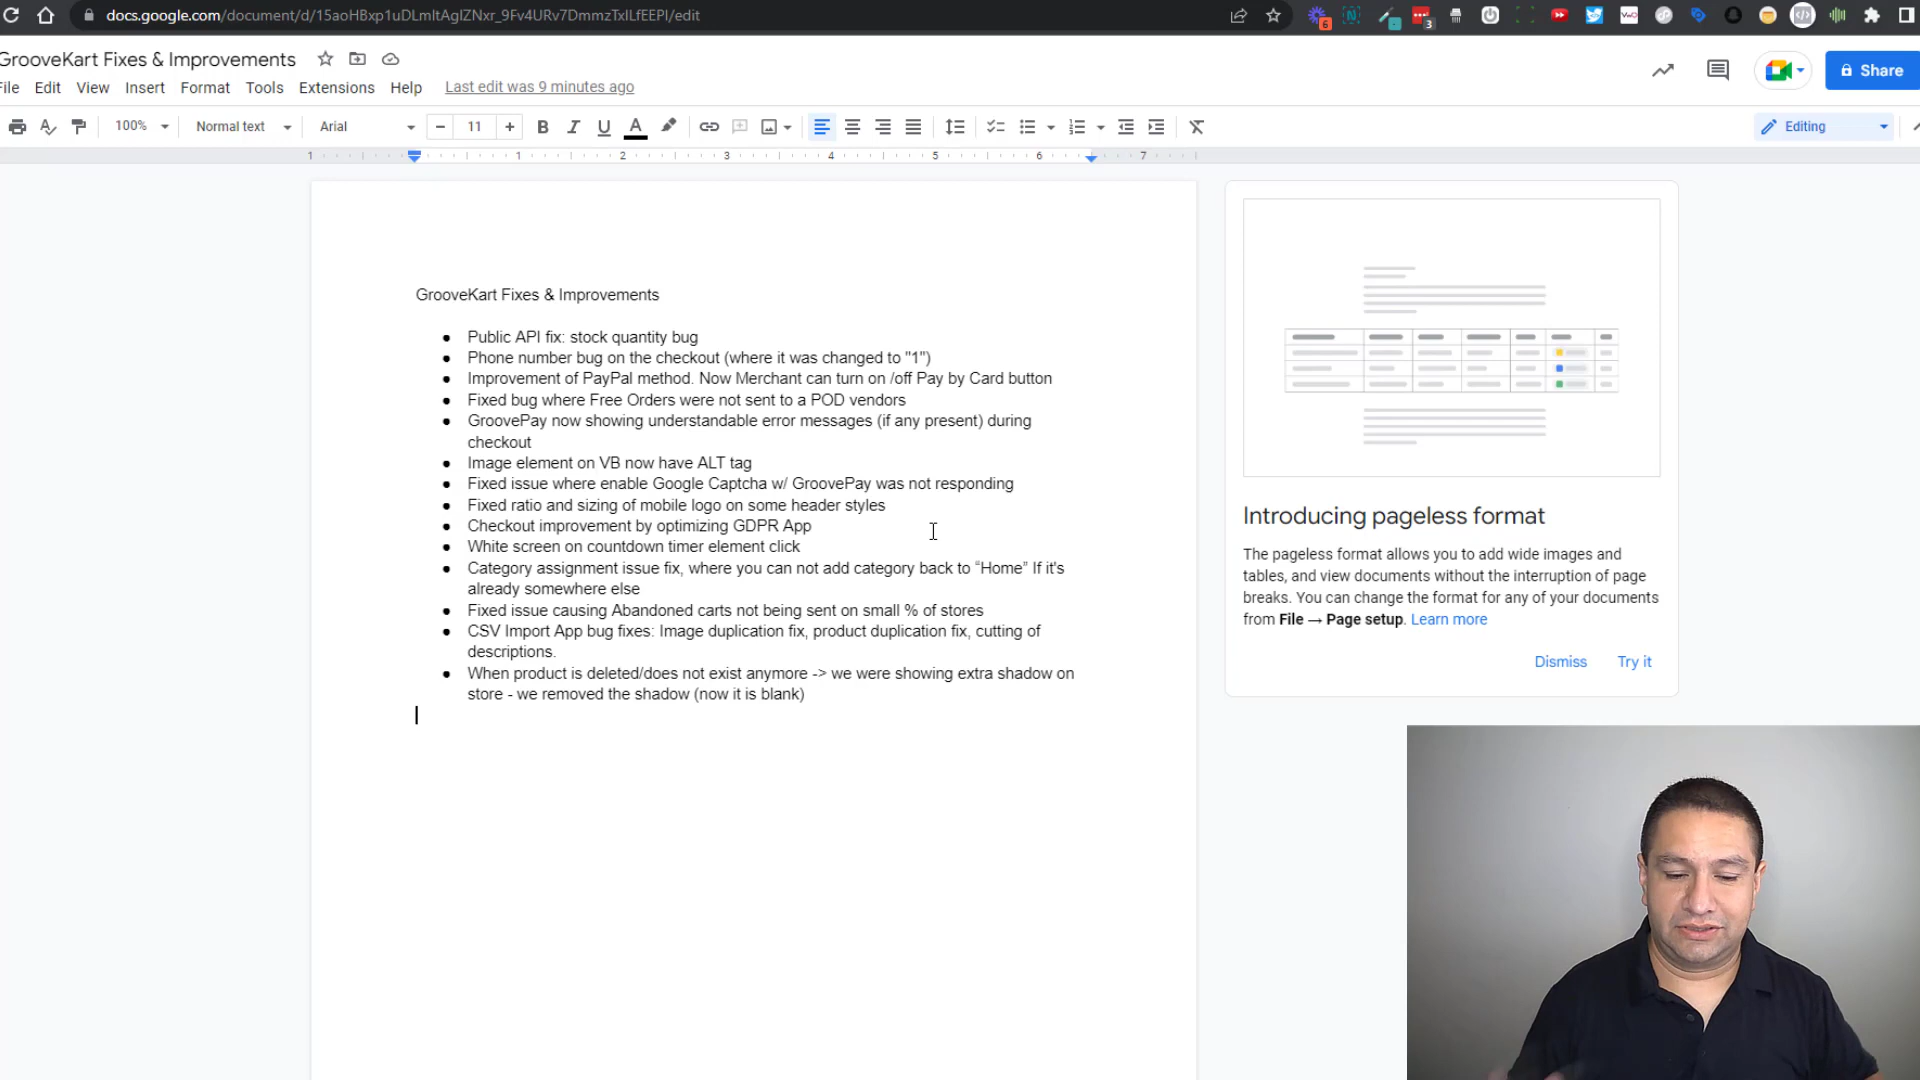 docs.google.com/document/d/15aoHBxp1uDLmltAglZNxr_9Fv4URv7DmmzTxlLfEEPI/edit
6
3
GrooveKart Fixes & Improvements
File Edit View Insert Format Tools Extensions Help Last edit was 9 minutes ago
Share
100% Normal text Arial 11 Editing
1 1 2 3 4 5 6 7
GrooveKart Fixes & Improvements
● Public API fix: stock quantity bug
● Phone number bug on the checkout (where it was changed to "1")
● Improvement of PayPal method. Now Merchant can turn on /off Pay by Card button
● Fixed bug where Free Orders were not sent to a POD vendors
● GroovePay now showing understandable error messages (if any present) during
checkout
● Image element on VB now have ALT tag
● Fixed issue where enable Google Captcha w/ GroovePay was not responding
● Fixed ratio and sizing of mobile logo on some header styles
● Checkout improvement by optimizing GDPR App
● White screen on countdown timer element click
● Category assignment issue fix, where you can not add category back to “Home” If it's
already somewhere else
● Fixed issue causing Abandoned carts not being sent on small % of stores
● CSV Import App bug fixes: Image duplication fix, product duplication fix, cutting of
descriptions.
● When product is deleted/does not exist anymore -> we were showing extra shadow on
store - we removed the shadow (now it is blank)
Introducing pageless format
The pageless format allows you to add wide images and
tables, and view documents without the interruption of page
breaks. You can change the format for any of your documents
from File → Page setup. Learn more
Dismiss Try it